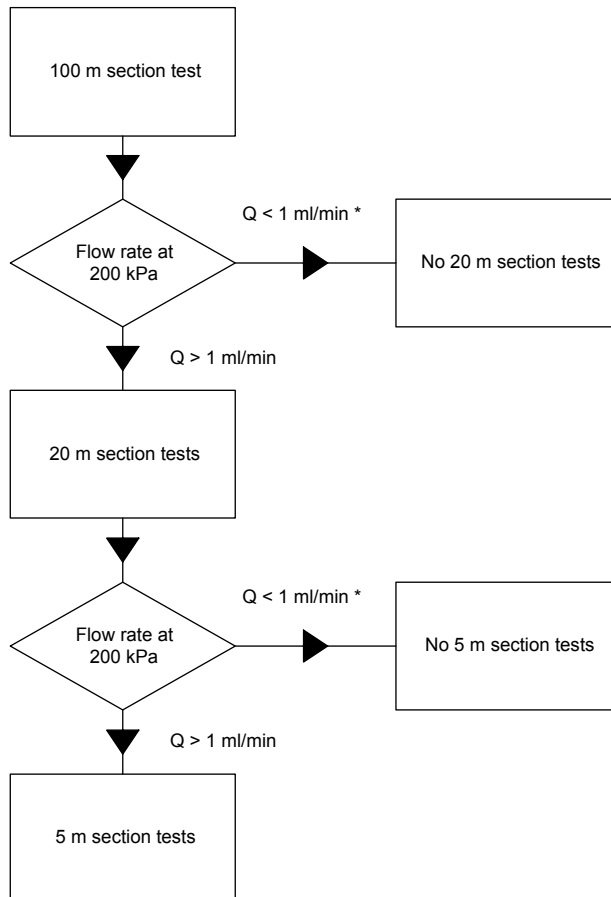 100 m section test
Q < 1 ml/min *
Flow rate at
200 kPa
No 20 m section tests
Q > 1 ml/min
20 m section tests
Q < 1 ml/min *
Flow rate at
200 kPa
No 5 m section tests
Q > 1 ml/min
5 m section tests